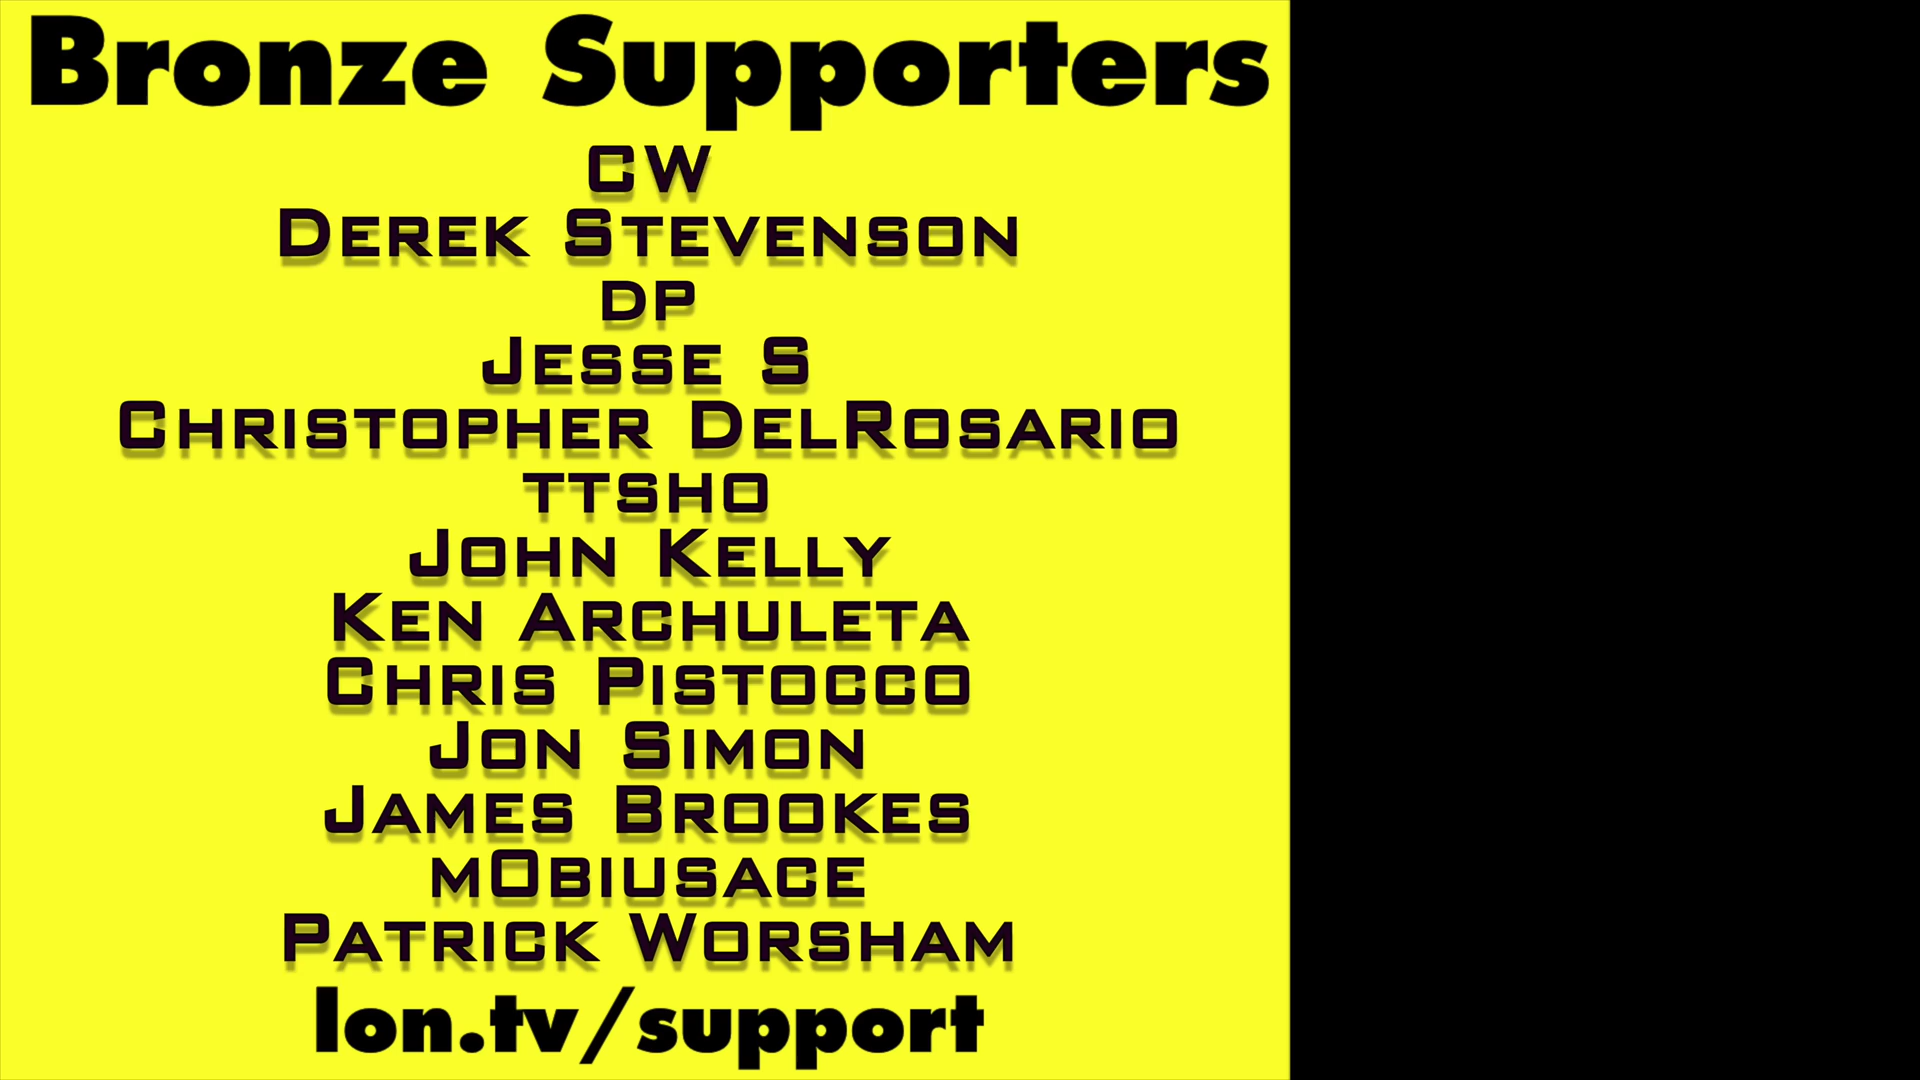 Bronze Supporters
CW
Derek Stevenson
dp
Jesse S
Christopher DelRosario
ttsho
John Kelly
Ken Archuleta
Chris Pistocco
Jon Simon
James Brookes
m0biusace
Patrick Worsham
lon.tv/support